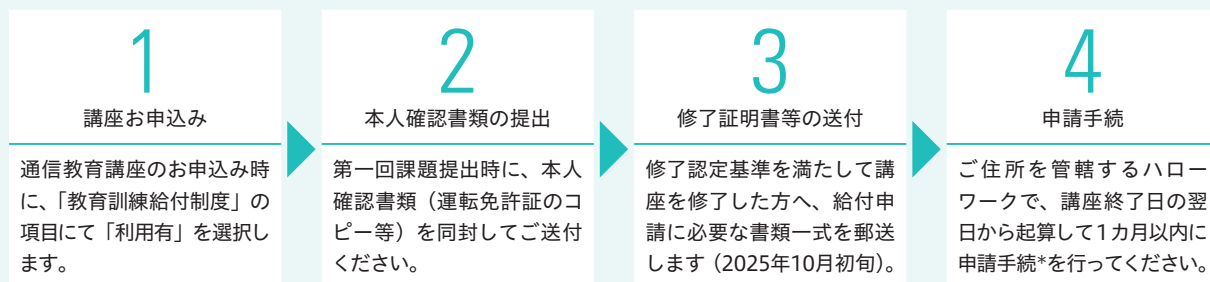 1
講座お申込み
通信教育講座のお申込み時
に、「教育訓練給付制度」の
項目にて「利用有」を選択し
ます。
2
本人確認書類の提出
第一回課題提出時に、本人
確認書類（運転免許証のコ
ピー等）を同封してご送付
ください。
3
修了証明書等の送付
修了認定基準を満たして講
座を修了した方へ、給付申
請に必要な書類一式を郵送
します（2025年10月初旬）。
4
申請手続
ご住所を管轄するハロー
ワークで、講座終了日の翌
日から起算して1カ月以内に
申請手続*を行ってください。